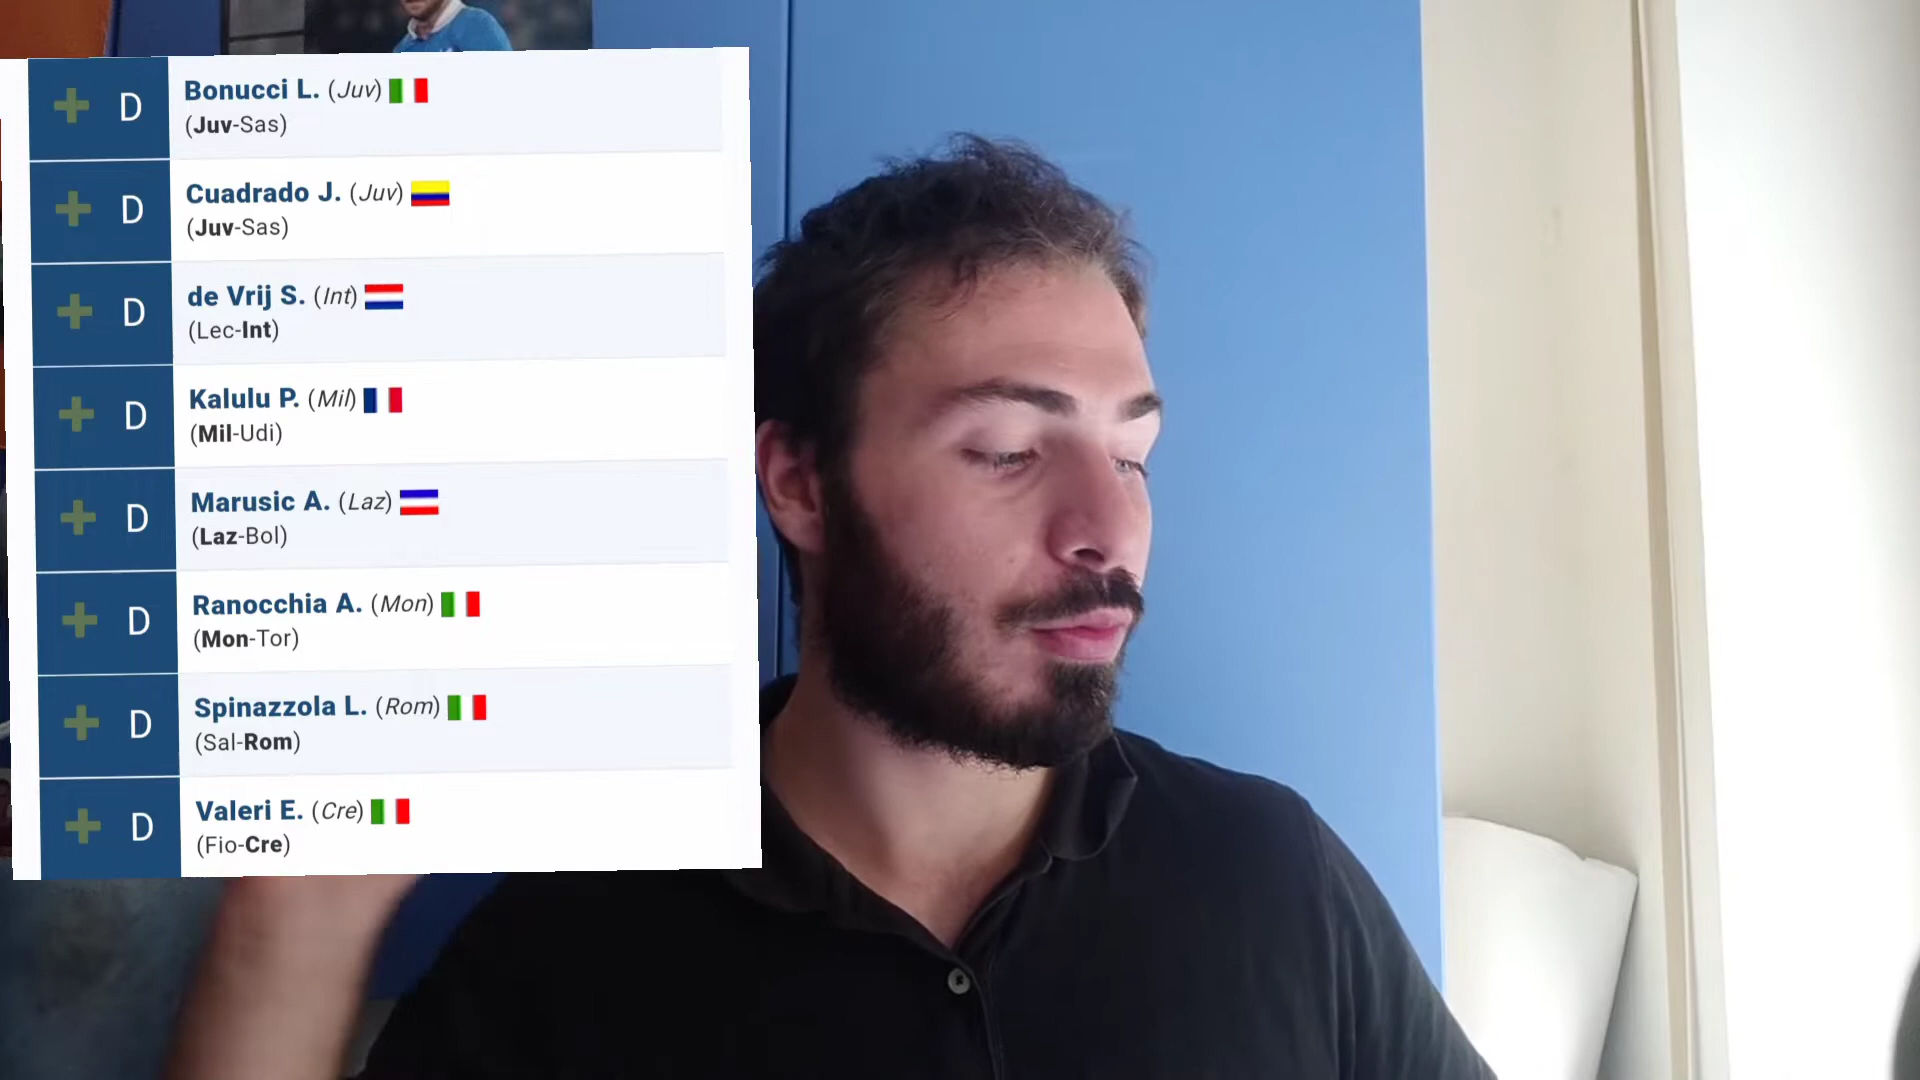 + D Bonucci L. (Juv)
(Juv-Sas)
+ D Cuadrado J. (Juv)
(Juv-Sas)
+ D de Vrij S. (Int)
(Lec-Int)
+ D Kalulu P. (Mil)
(Mil-Udi)
+ D Marusic A. (Laz)
(Laz-Bol)
+ D Ranocchia A. (Mon)
(Mon-Tor)
+ D Spinazzola L. (Rom)
(Sal-Rom)
+ D Valeri E. (Cre)
(Fio-Cre)